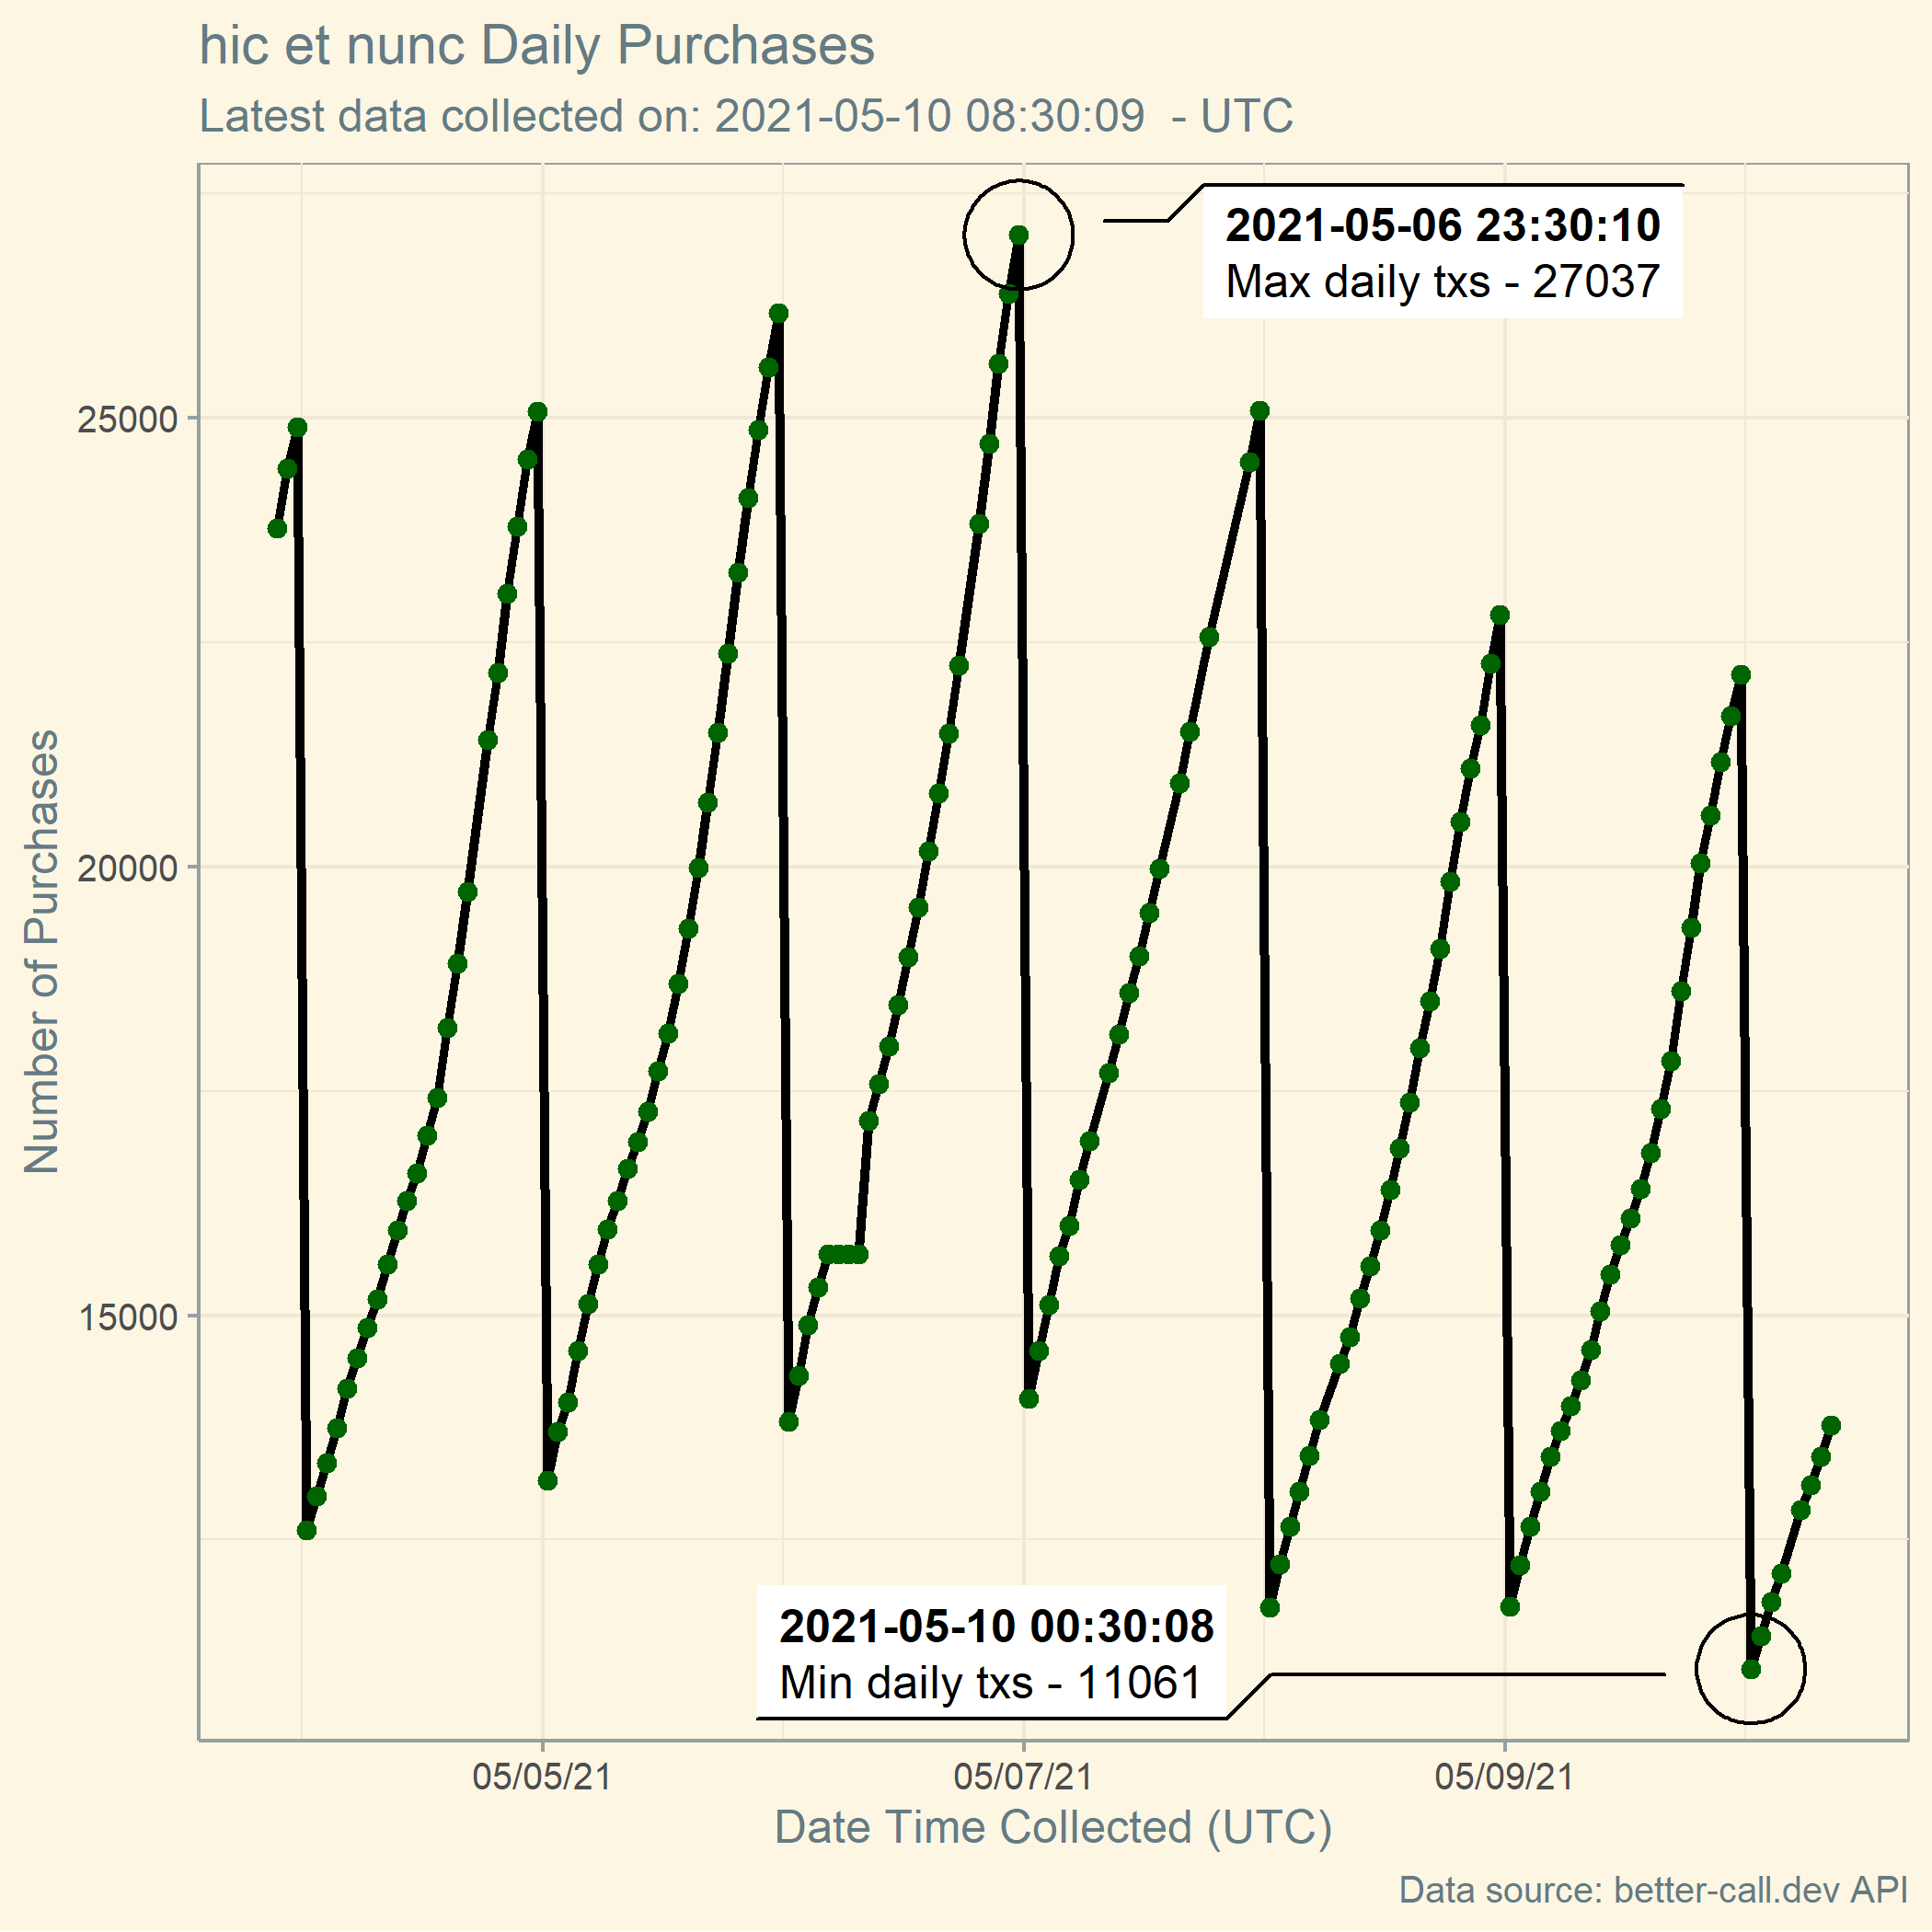 hic et nunc Daily Purchases
Latest data collected on: 2021-05-10 08:30:09  - UTC
2021-05-06 23:30:10
Max daily txs - 27037
25000
20000
15000
Number of Purchases
2021-05-10 00:30:08
Min daily txs - 11061
05/05/21
05/07/21
05/09/21
Date Time Collected (UTC)
Data source: better-call.dev API